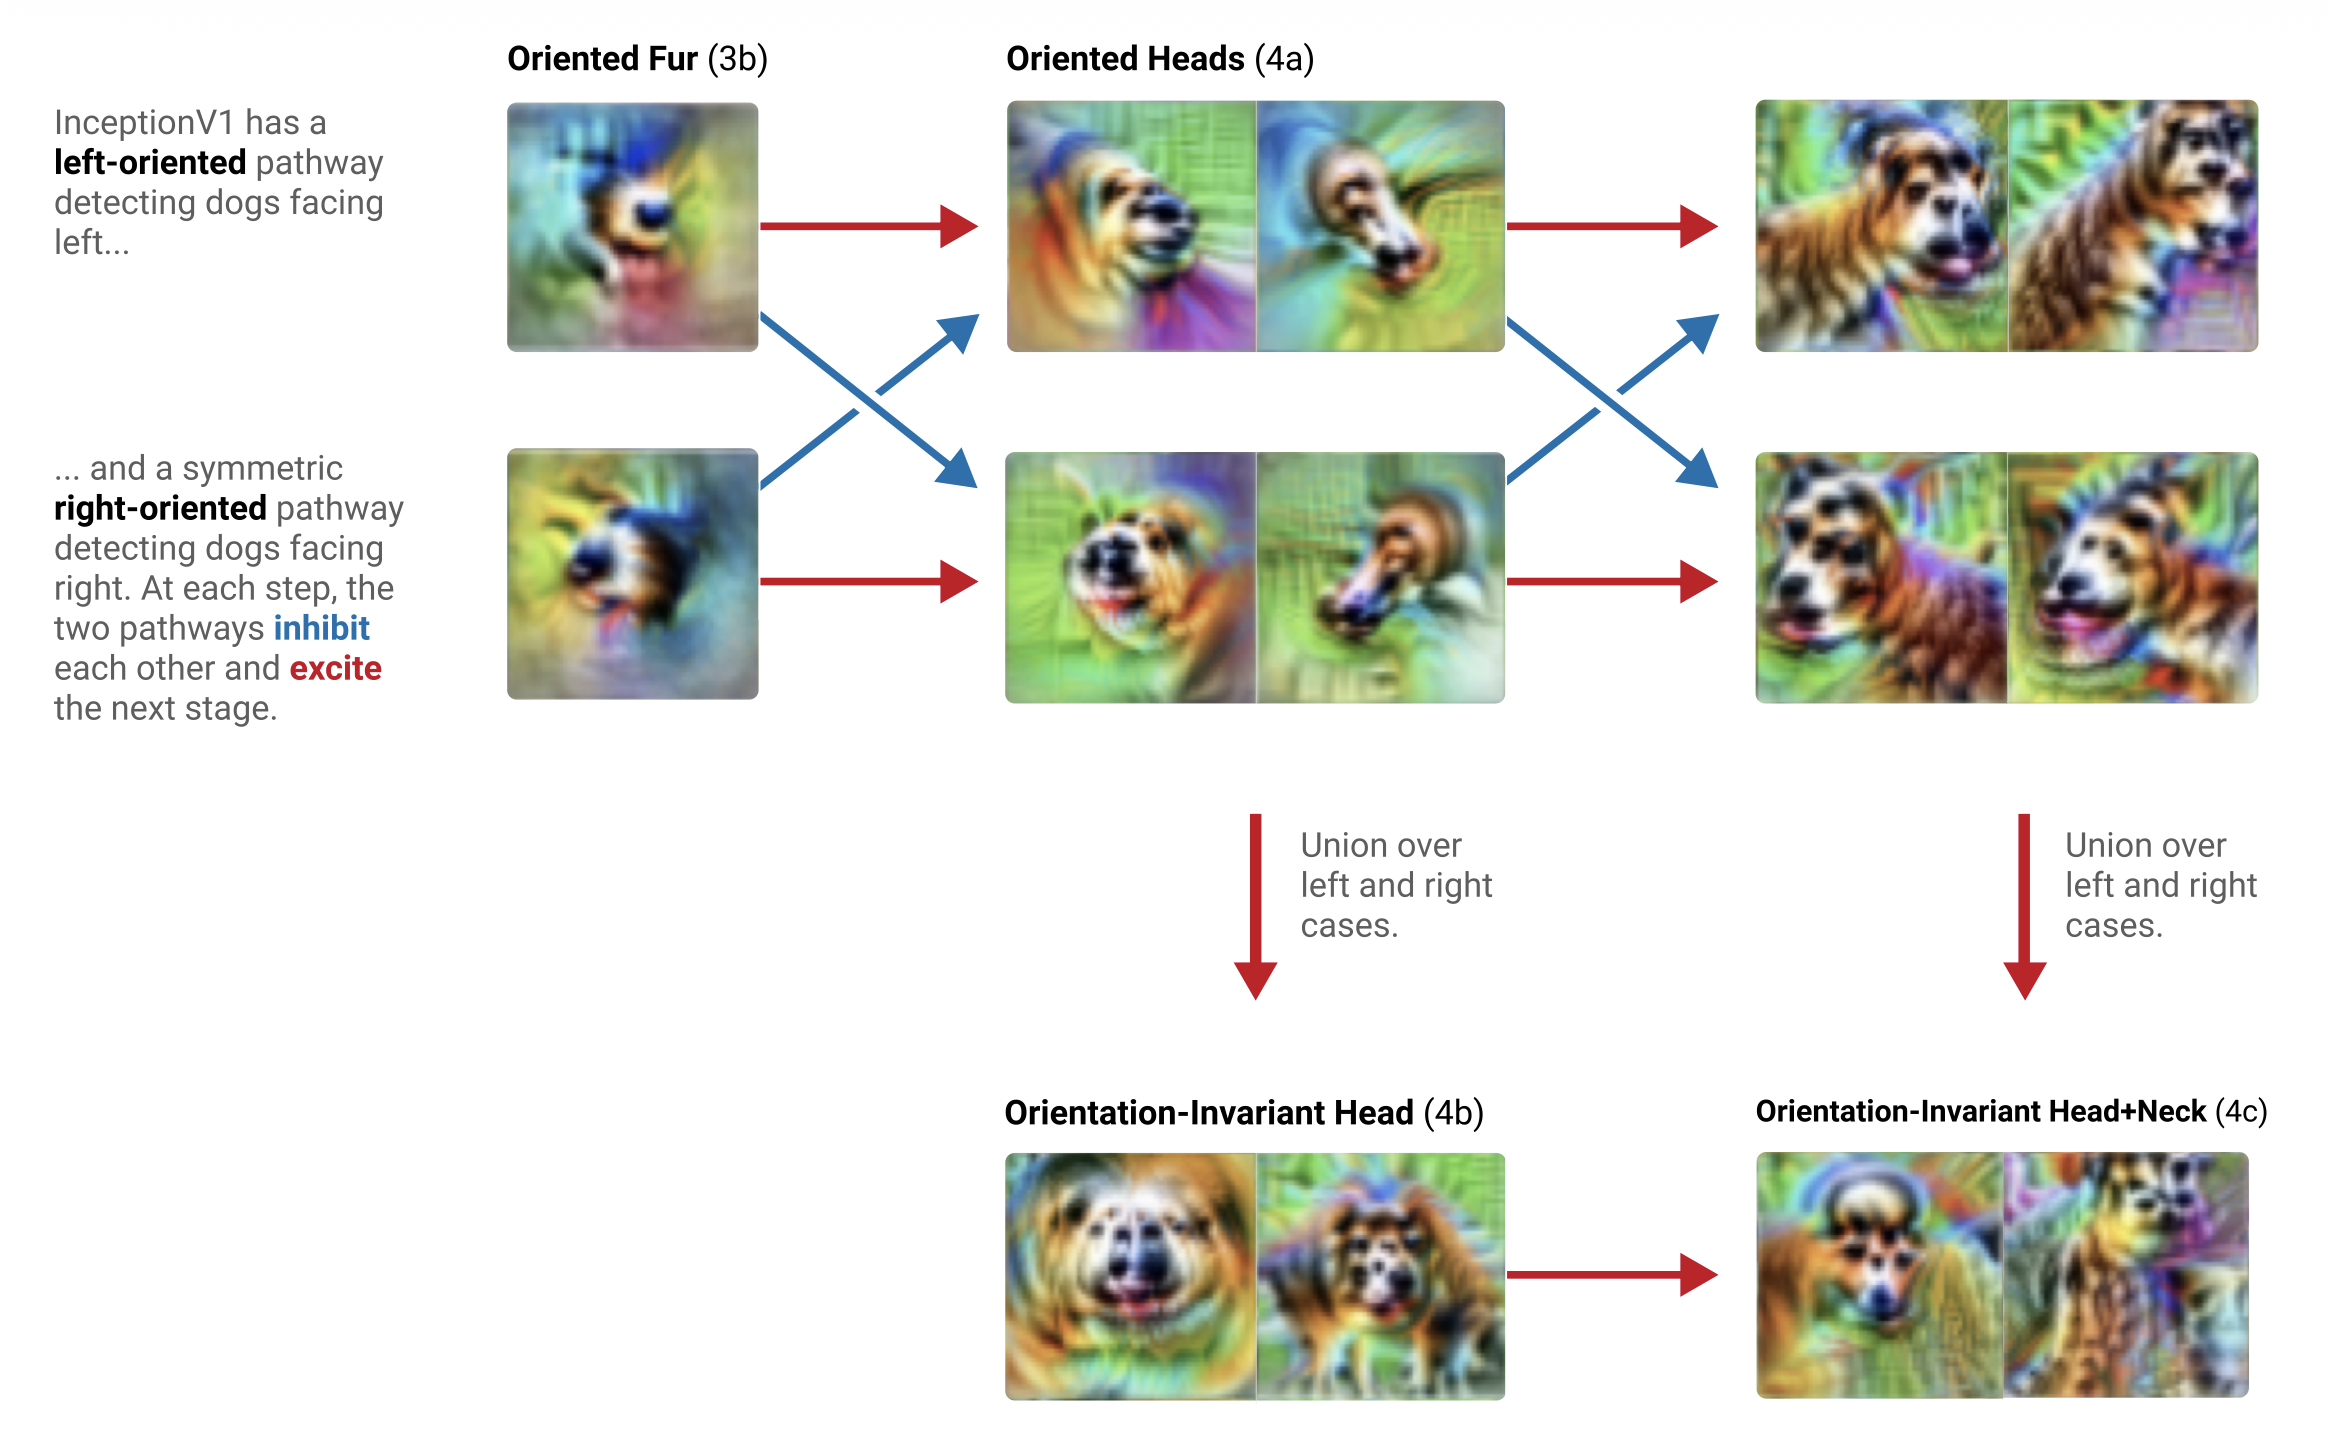 Oriented Fur (3b)
Oriented Heads (4a)
InceptionV1 has a
left-oriented pathway
detecting dogs facing
left...
... and a symmetric
right-oriented pathway
detecting dogs facing
right. At each step, the
two pathways inhibit
each other and excite
the next stage.
Union over
left and right
cases.
Union over
left and right
cases.
Orientation-Invariant Head (4b)
Orientation-Invariant Head+Neck (4c)